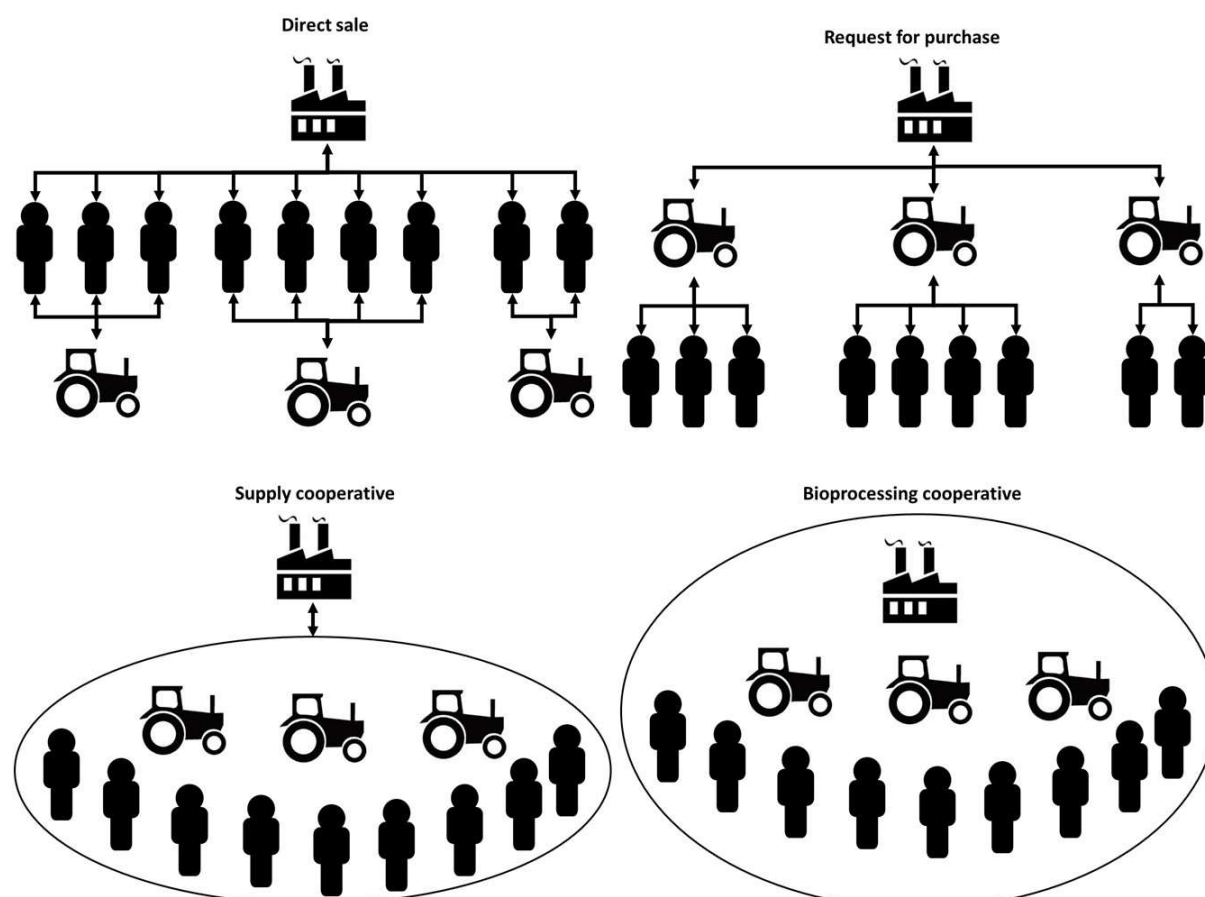 Direct sale
Request for purchase
Supply cooperative
Bioprocessing cooperative